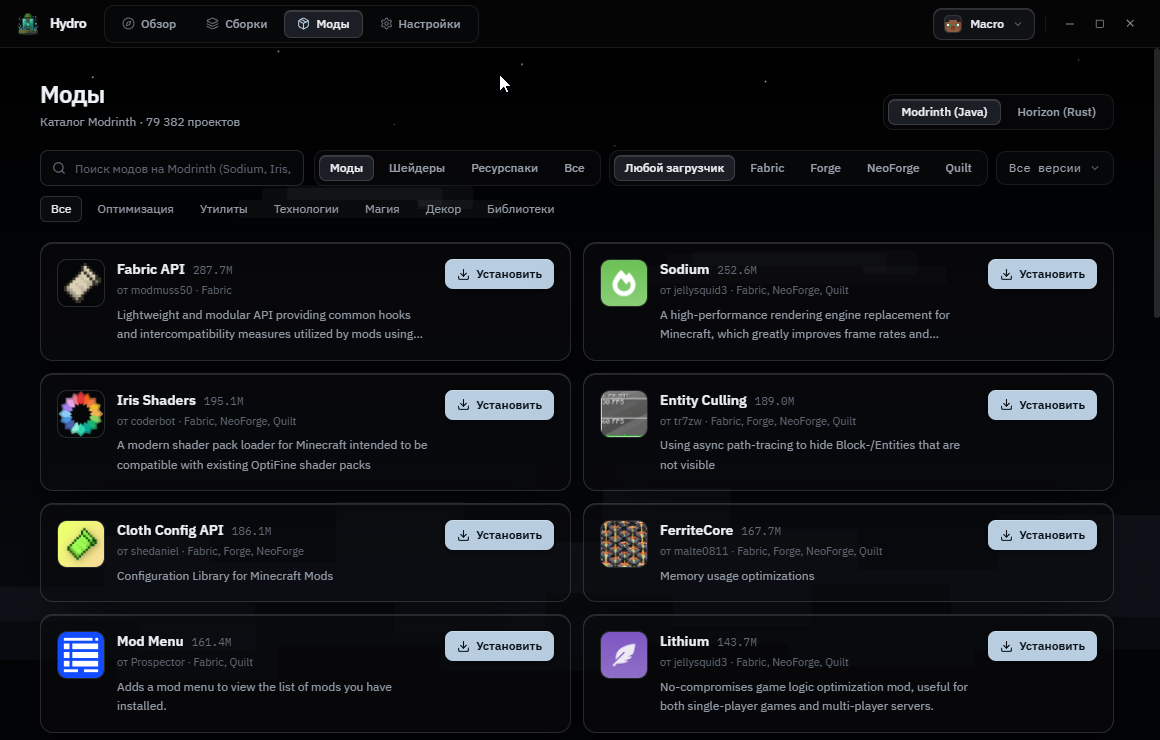 Hydro Обзор Сборки Моды Настройки Macro
Моды
Каталог Modrinth · 79 382 проектов
Modrinth (Java) Horizon (Rust)
Поиск модов на Modrinth (Sodium, Iris, Моды Шейдеры Ресурспаки Все Любой загрузчик Fabric Forge NeoForge Quilt Все версии
Все Оптимизация Утилиты Технологии Магия Декор Библиотеки
Fabric API 287.7M
Установить
от modmuss50 · Fabric
Lightweight and modular API providing common hooks
and intercompatibility measures utilized by mods using...
Sodium 252.6M
Установить
от jellysquid3 · Fabric, NeoForge, Quilt
A high-performance rendering engine replacement for
Minecraft, which greatly improves frame rates and...
Iris Shaders 195.1M
Установить
от coderbot · Fabric, NeoForge, Quilt
A modern shader pack loader for Minecraft intended to be
compatible with existing OptiFine shader packs
Entity Culling 189.0M
Установить
30 FPS
60 FPS
от tr7zw · Fabric, Forge, NeoForge, Quilt
Using async path-tracing to hide Block-/Entities that are
not visible
Cloth Config API 186.1M
Установить
от shedaniel · Fabric, Forge, NeoForge
Configuration Library for Minecraft Mods
FerriteCore 167.7M
Установить
от malte0811 · Fabric, Forge, NeoForge, Quilt
Memory usage optimizations
Mod Menu 161.4M
Установить
от Prospector · Fabric, Quilt
Adds a mod menu to view the list of mods you have
installed.
Lithium 143.7M
Установить
от jellysquid3 · Fabric, NeoForge, Quilt
No-compromises game logic optimization mod, useful for
both single-player games and multi-player servers.